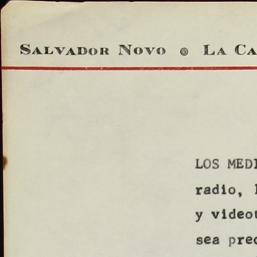 SALVADOR NOVO ⊚ LA CA
LOS MEDI
radio, l
y videot
sea prec